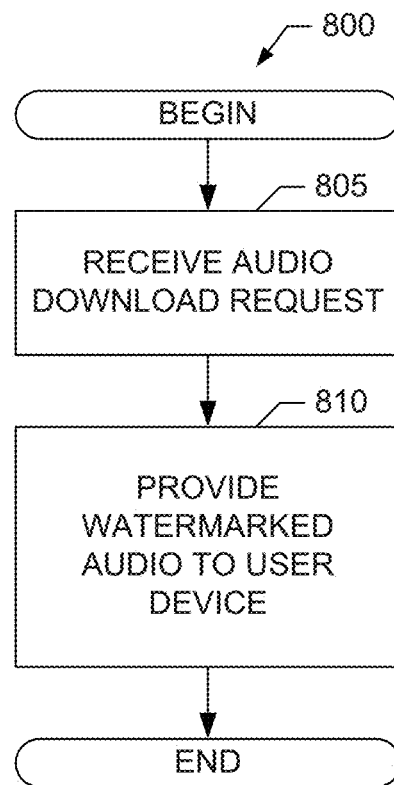 800
BEGIN
805
RECEIVE AUDIO
DOWNLOAD REQUEST
810
PROVIDE
WATERMARKED
AUDIO TO USER
DEVICE
END